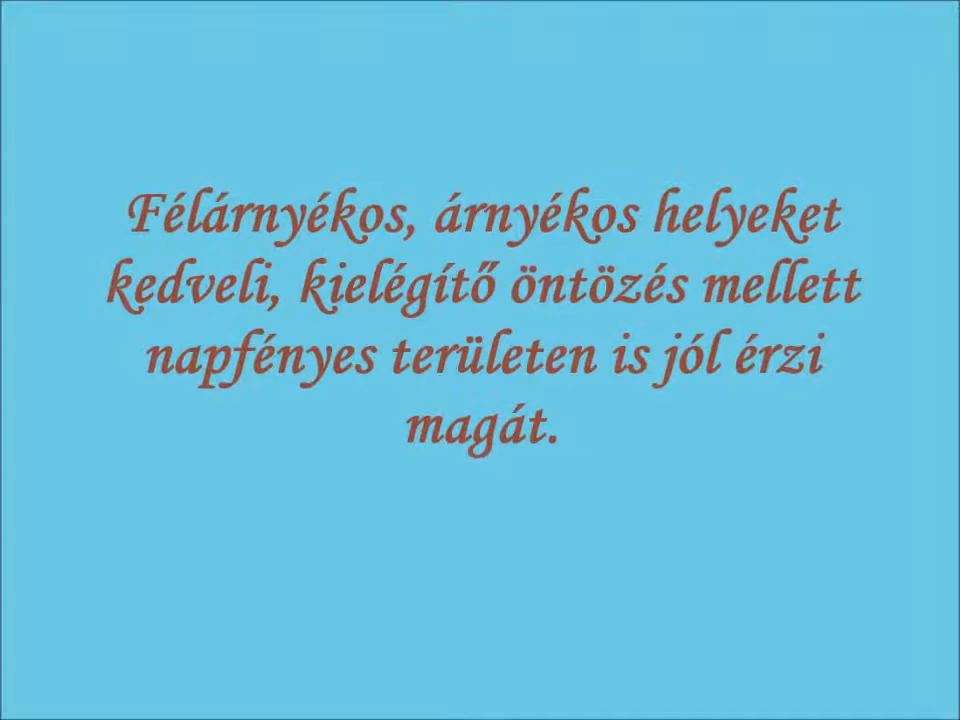 Félárnyékos, árnyékos helyeket
kedveli, kielégítő öntözés mellett
napfényes területen is jól érzi
magát.